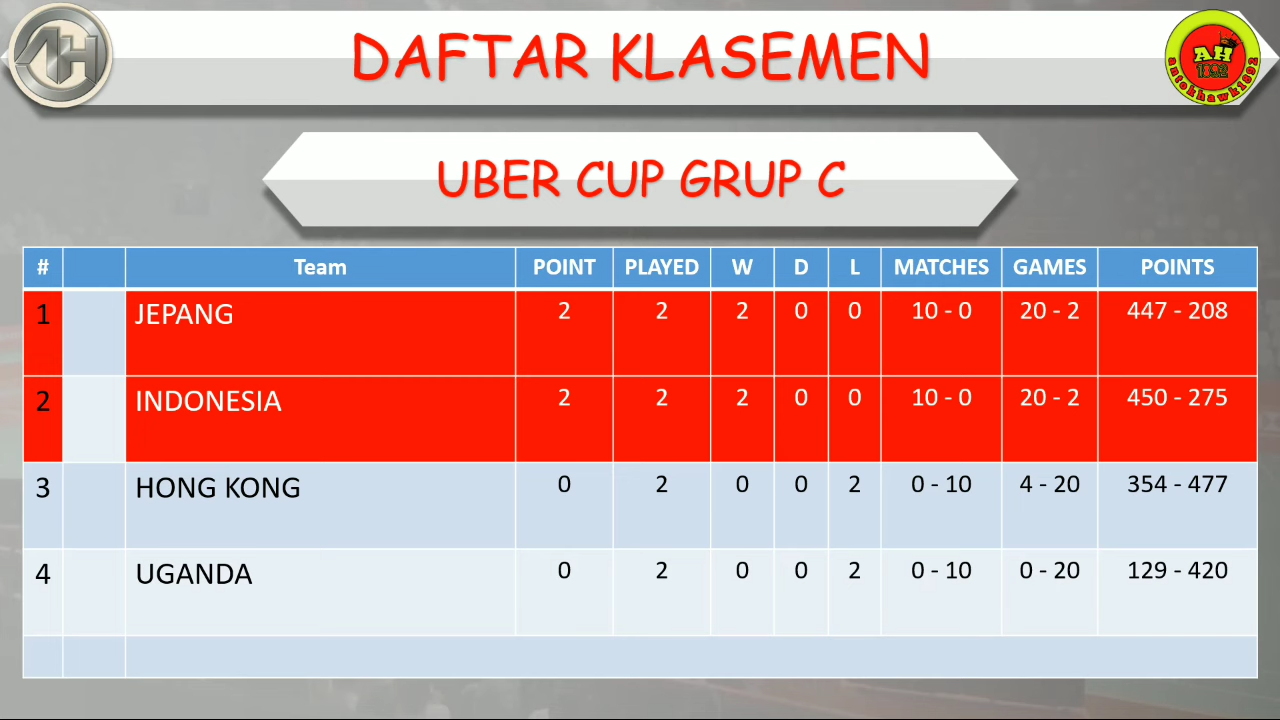 AH
DAFTAR KLASEMEN
AH
1092
antokhawk1892
UBER CUP GRUP C
# Team POINT PLAYED W D L MATCHES GAMES POINTS
1 JEPANG 2 2 2 0 0 10 - 0 20 - 2 447 - 208
2 INDONESIA 2 2 2 0 0 10 - 0 20 - 2 450 - 275
3 HONG KONG 0 2 0 0 2 0 - 10 4 - 20 354 - 477
4 UGANDA 0 2 0 0 2 0 - 10 0 - 20 129 - 420